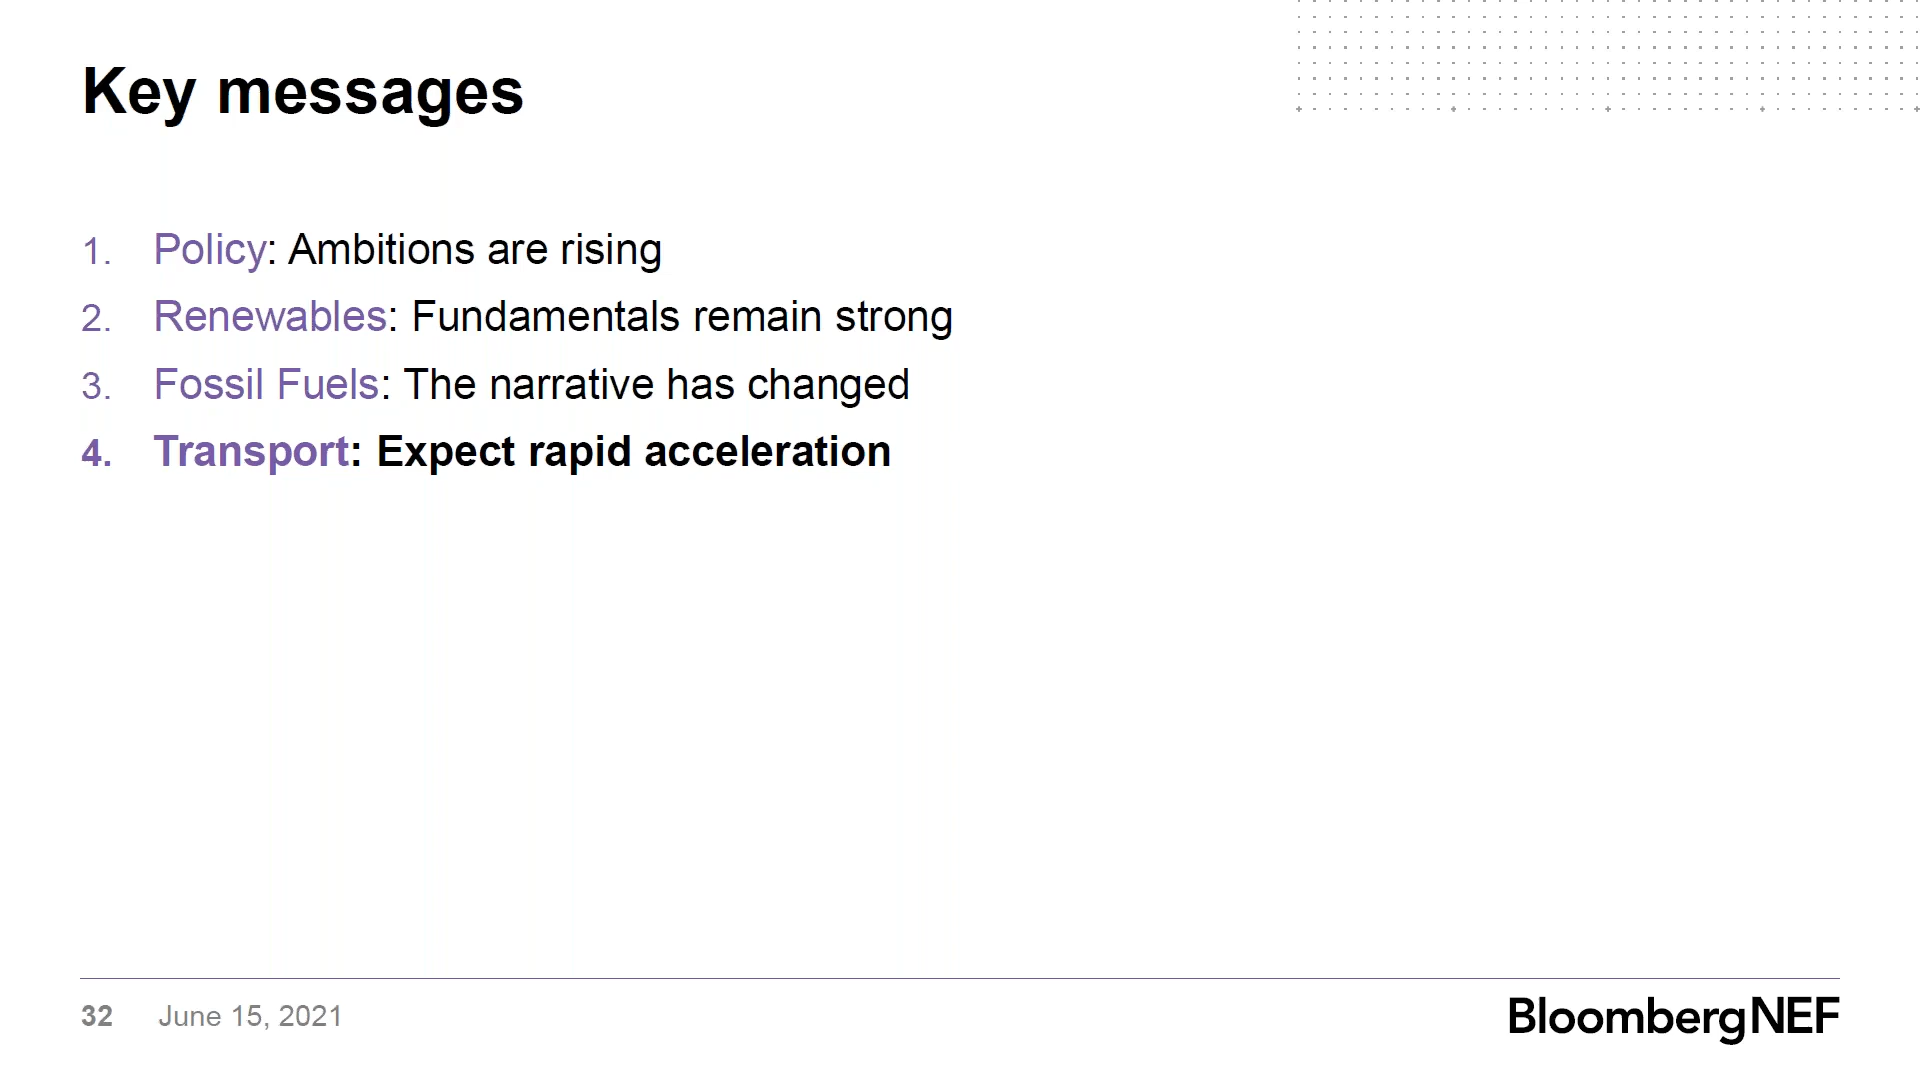 Key messages
1. Policy: Ambitions are rising
2. Renewables: Fundamentals remain strong
3. Fossil Fuels: The narrative has changed
4. Transport: Expect rapid acceleration
32 June 15, 2021
BloombergNEF